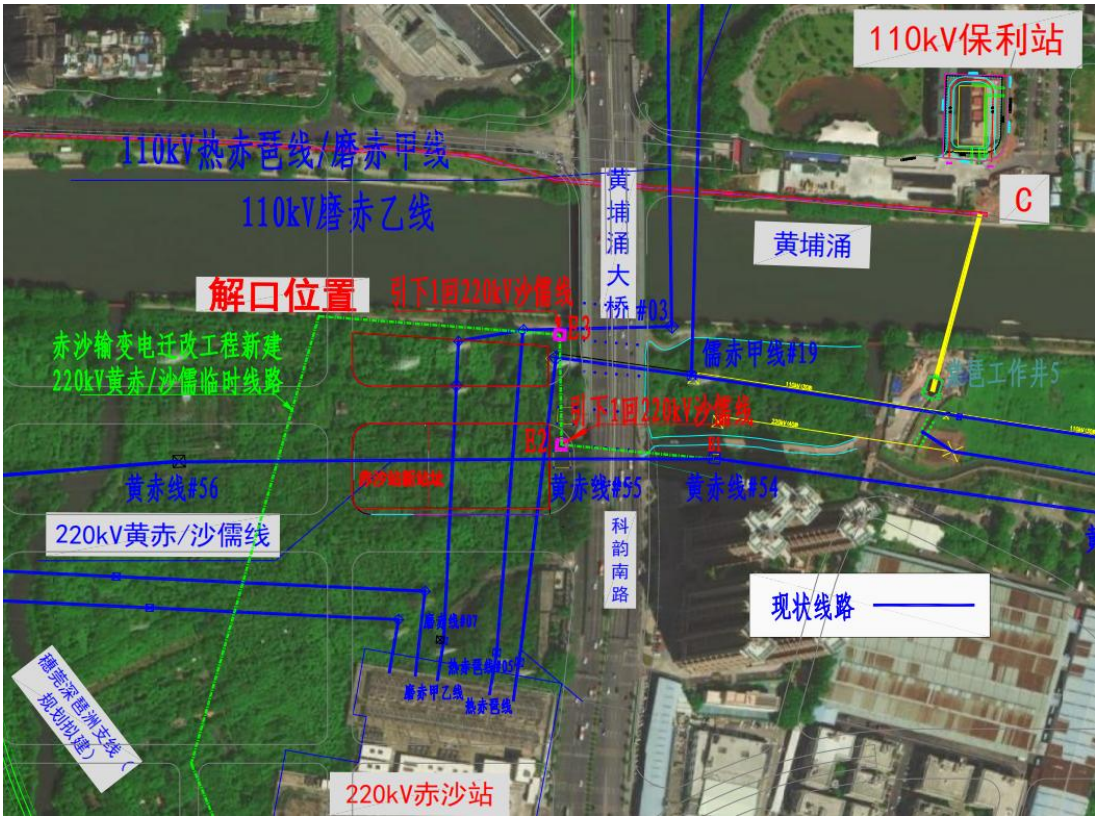 110kV保利站
110kV热赤琶线/磨赤甲线
110kV磨赤乙线
黄埔涌大桥
C
黄埔涌
解口位置
引下1回220kV沙儒线
#03
E3
赤沙输变电迁改工程新建
220kV黄赤/沙儒临时线路
儒赤甲线#19
琶工作井5
引下1回220kV沙儒线
E2
E1
黄赤线#56
黄赤线#55
黄赤线#54
220kV黄赤/沙儒线
科韵南路
现状线路
磨赤线#07
热赤琶线#05
磨赤甲乙线
热赤琶线
穗莞深琶洲支线（
规划拟建）
220kV赤沙站